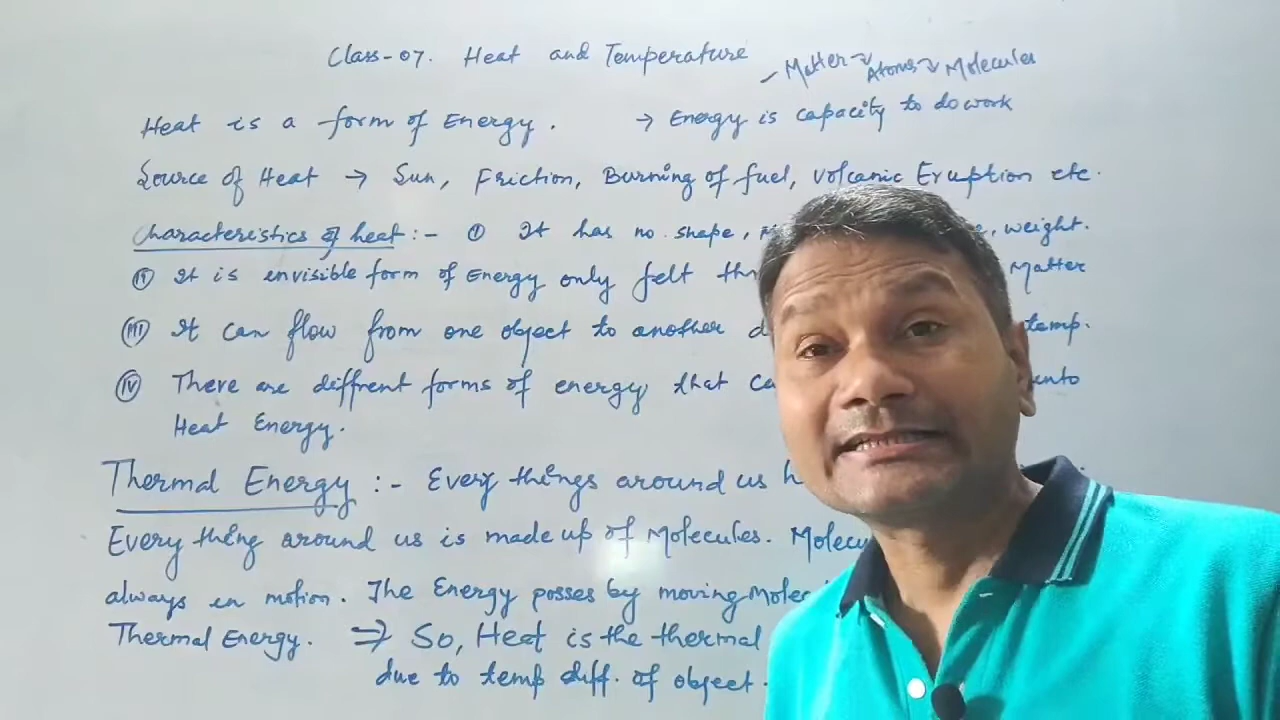 Class-07. Heat and Temperature
- Matter → Atoms → Molecules
Heat is a form of Energy. → Energy is capacity to do work
Source of Heat → Sun, Friction, Burning of fuel, Volcanic Eruption etc.
Characteristics of heat :- (I) It has no shape, weight.
(II) It is invisible form of Energy only felt Matter
(III) It can flow from one object to another temp.
(IV) There are diffrent forms of energy that into
Heat Energy.
Thermal Energy :- Every things around us
Every thing around us is made up of Molecules.
always in motion. The Energy posses by moving
Thermal Energy. ⇒ So, Heat is the thermal
due to temp diff. of object.